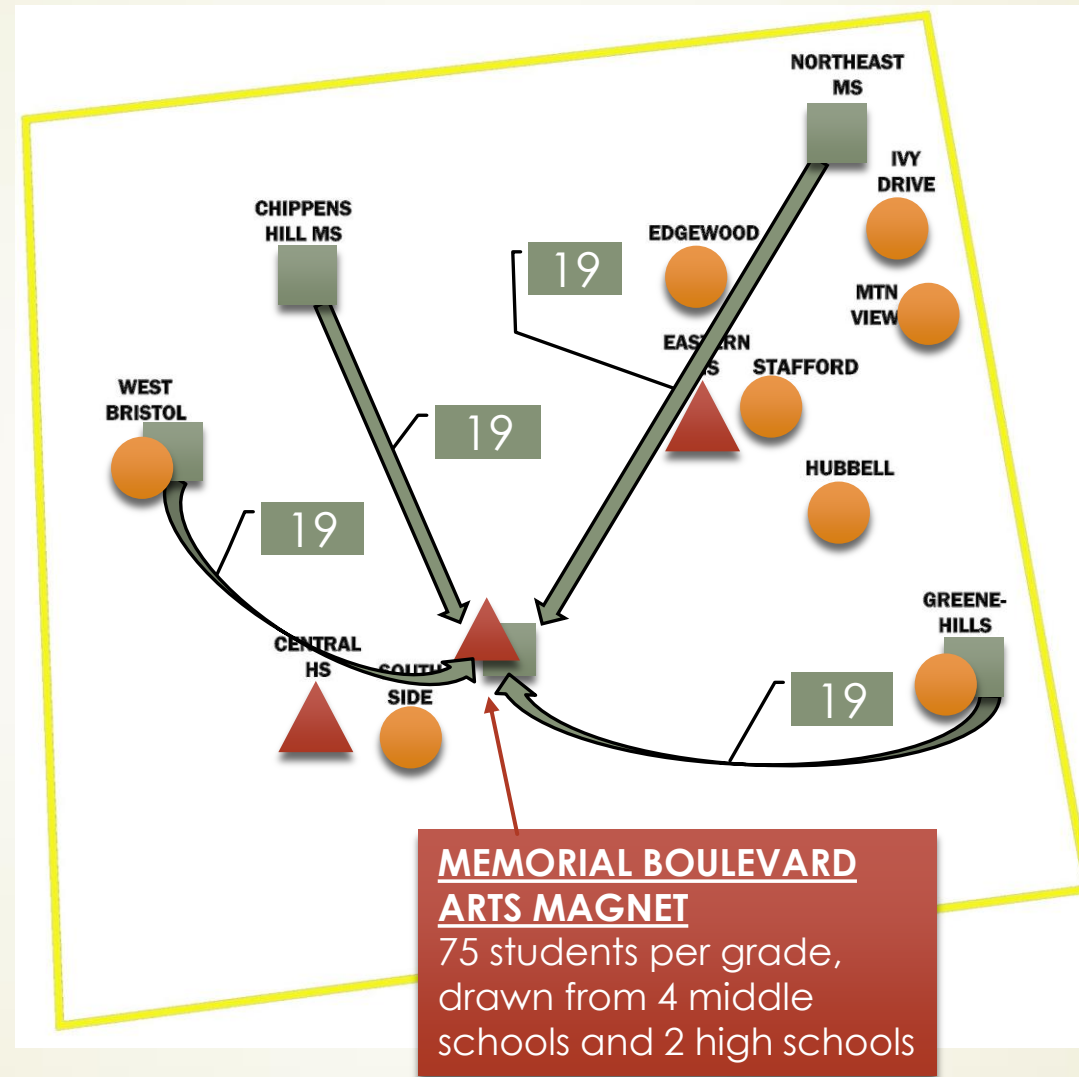 NORTHEAST
MS
IVY
DRIVE
CHIPPENS
HILL MS
EDGEWOOD
19
MTN
VIEW
EASTERN
STAFFORD
WEST
BRISTOL
19
HUBBELL
19
GREENE-
HILLS
CENTRAL
HS
SOUTH
SIDE
19
MEMORIAL BOULEVARD
ARTS MAGNET
75 students per grade,
drawn from 4 middle
schools and 2 high schools